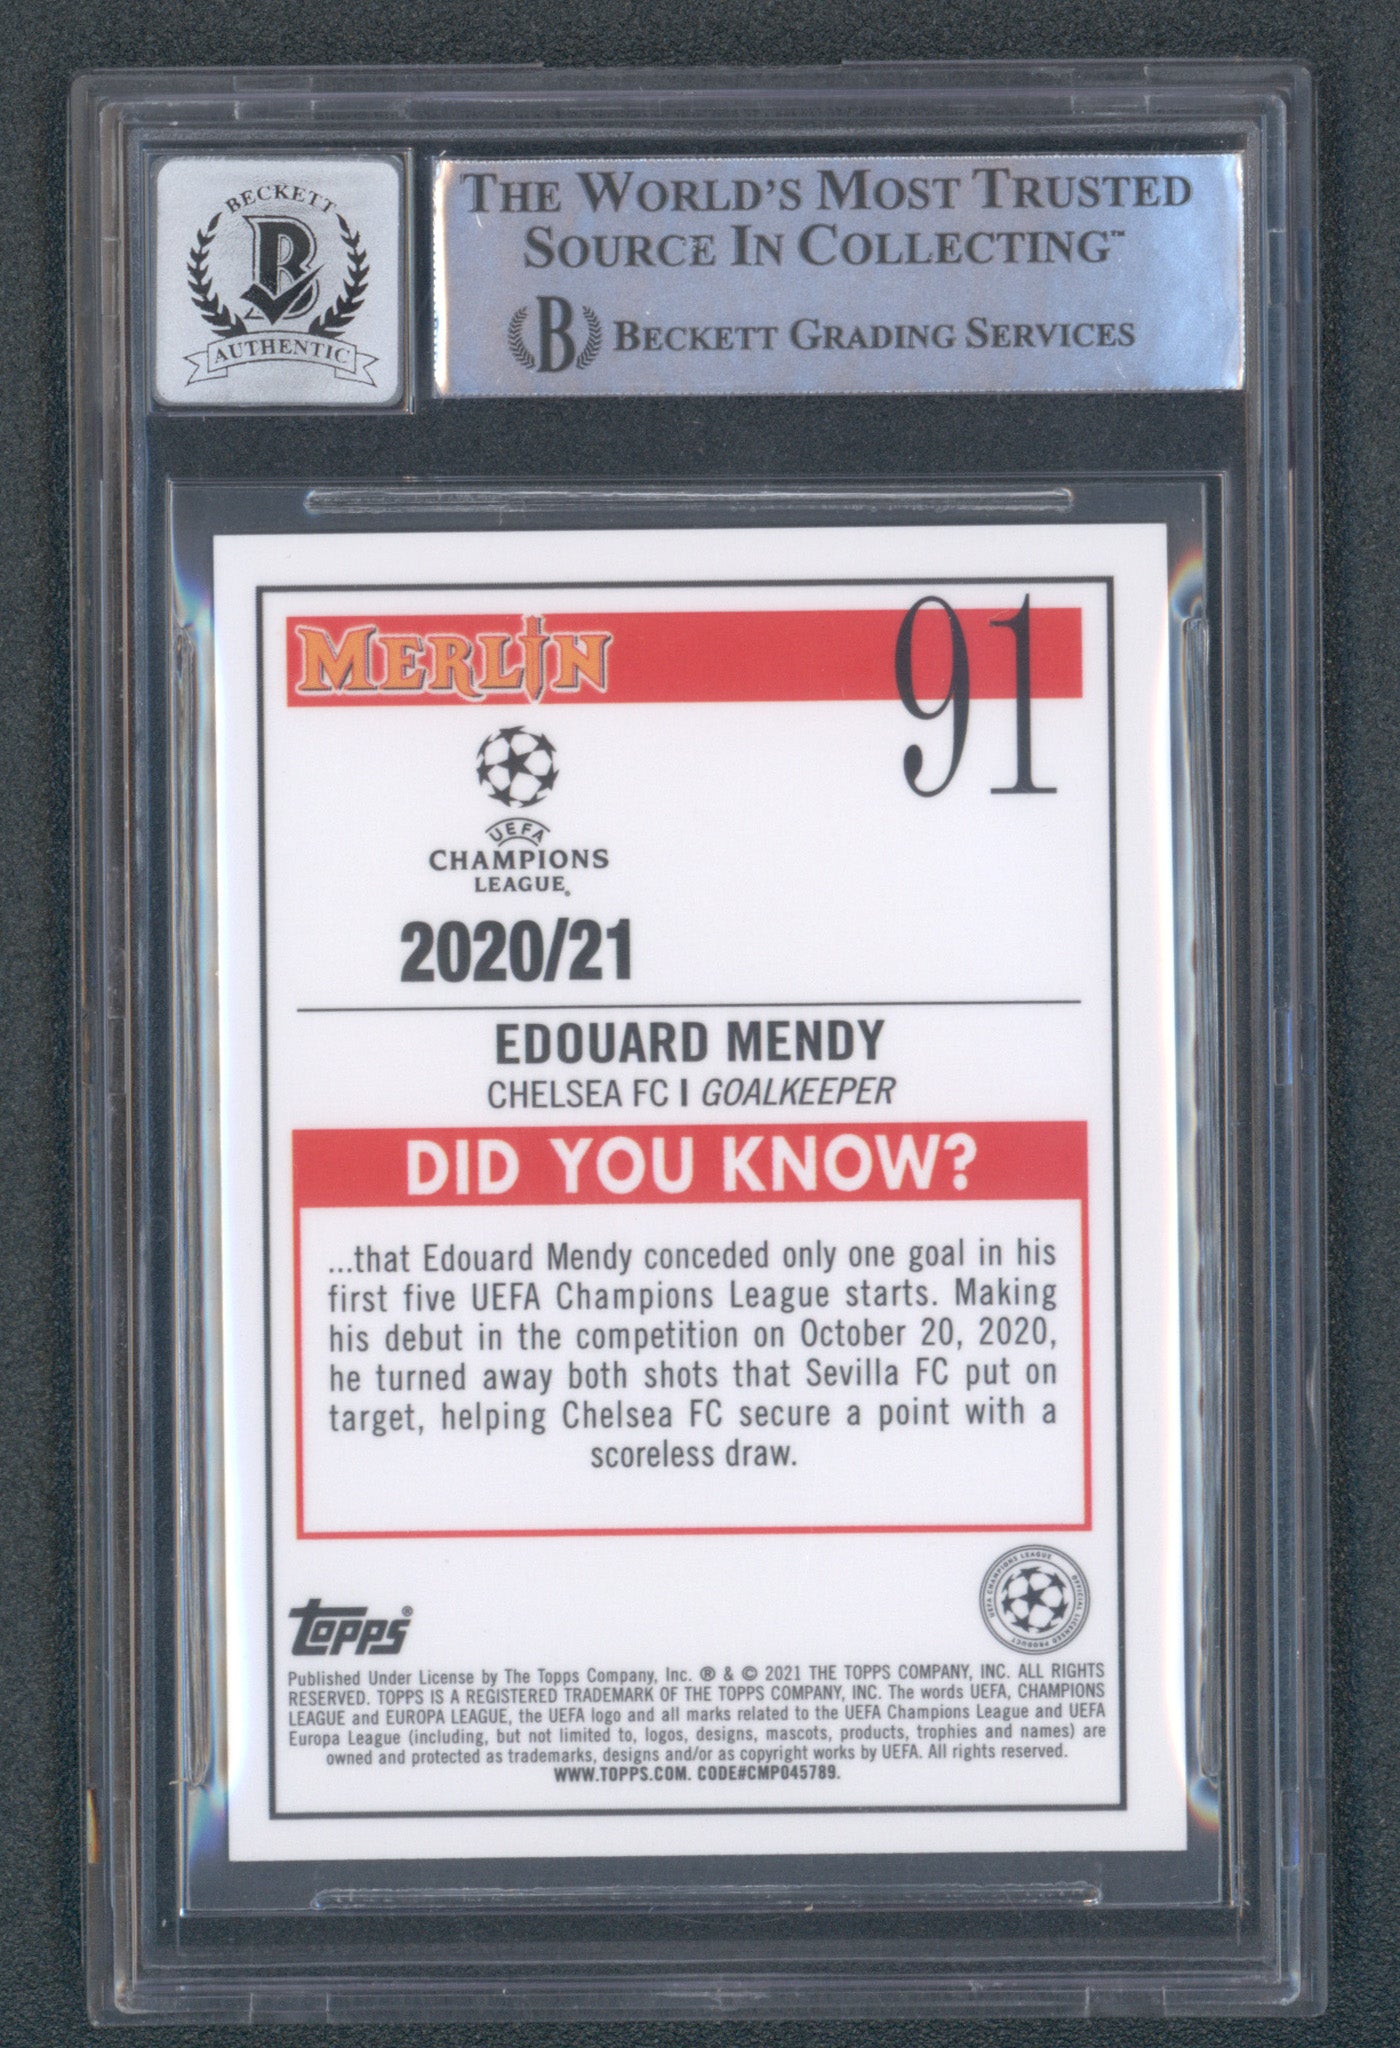 BECKETT
B
AUTHENTIC
THE WORLD'S MOST TRUSTED
SOURCE IN COLLECTING™
B BECKETT GRADING SERVICES
MERLIN
91
UEFA
CHAMPIONS
LEAGUE®
2020/21
EDOUARD MENDY
CHELSEA FC | GOALKEEPER
DID YOU KNOW?
...that Edouard Mendy conceded only one goal in his
first five UEFA Champions League starts. Making
his debut in the competition on October 20, 2020,
he turned away both shots that Sevilla FC put on
target, helping Chelsea FC secure a point with a
scoreless draw.
UEFA CHAMPIONS LEAGUE
OFFICIAL LICENSED PRODUCT
topps®
Published Under License by The Topps Company, Inc. ® & © 2021 THE TOPPS COMPANY, INC. ALL RIGHTS
RESERVED. TOPPS IS A REGISTERED TRADEMARK OF THE TOPPS COMPANY, INC. The words UEFA, CHAMPIONS
LEAGUE and EUROPA LEAGUE, the UEFA logo and all marks related to the UEFA Champions League and UEFA
Europa League (including, but not limited to, logos, designs, mascots, products, trophies and names) are
owned and protected as trademarks, designs and/or as copyright works by UEFA. All rights reserved.
WWW.TOPPS.COM. CODE#CMP045789.